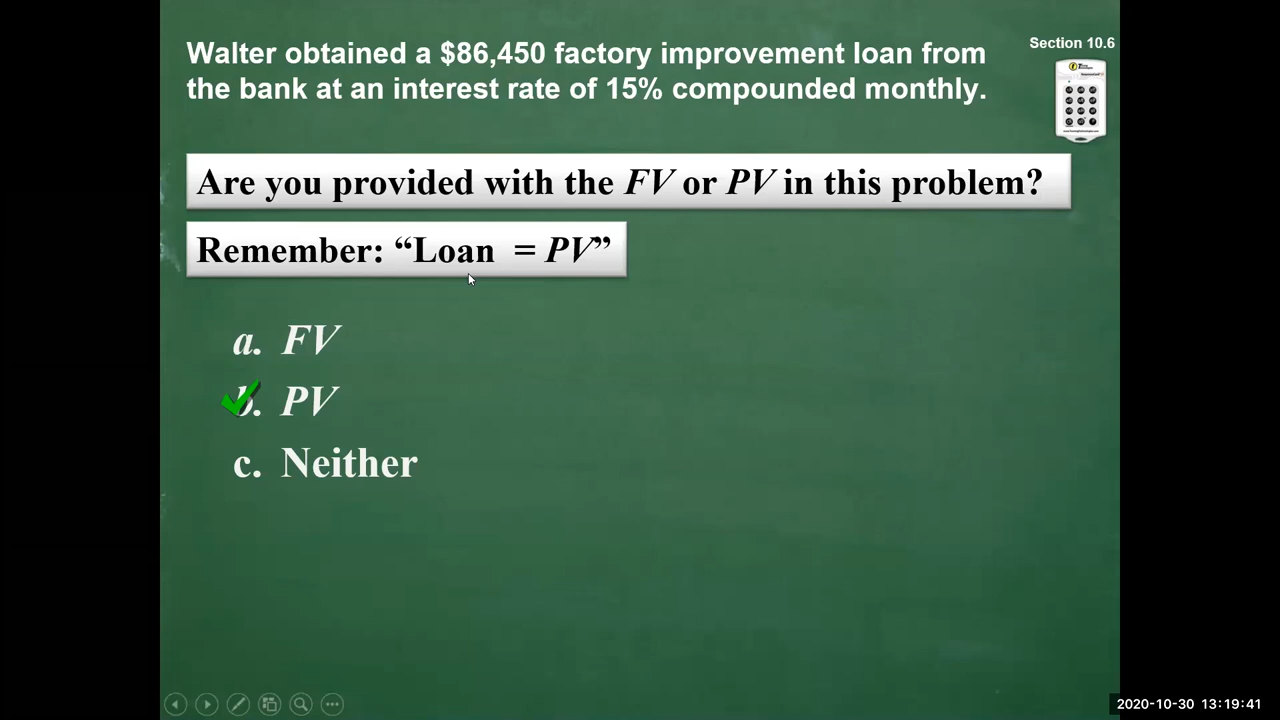 Walter obtained a $86,450 factory improvement loan from
the bank at an interest rate of 15% compounded monthly.
Section 10.6
Are you provided with the FV or PV in this problem?
Remember: “Loan = PV”
a. FV
b. PV
c. Neither
2020-10-30 13:19:41